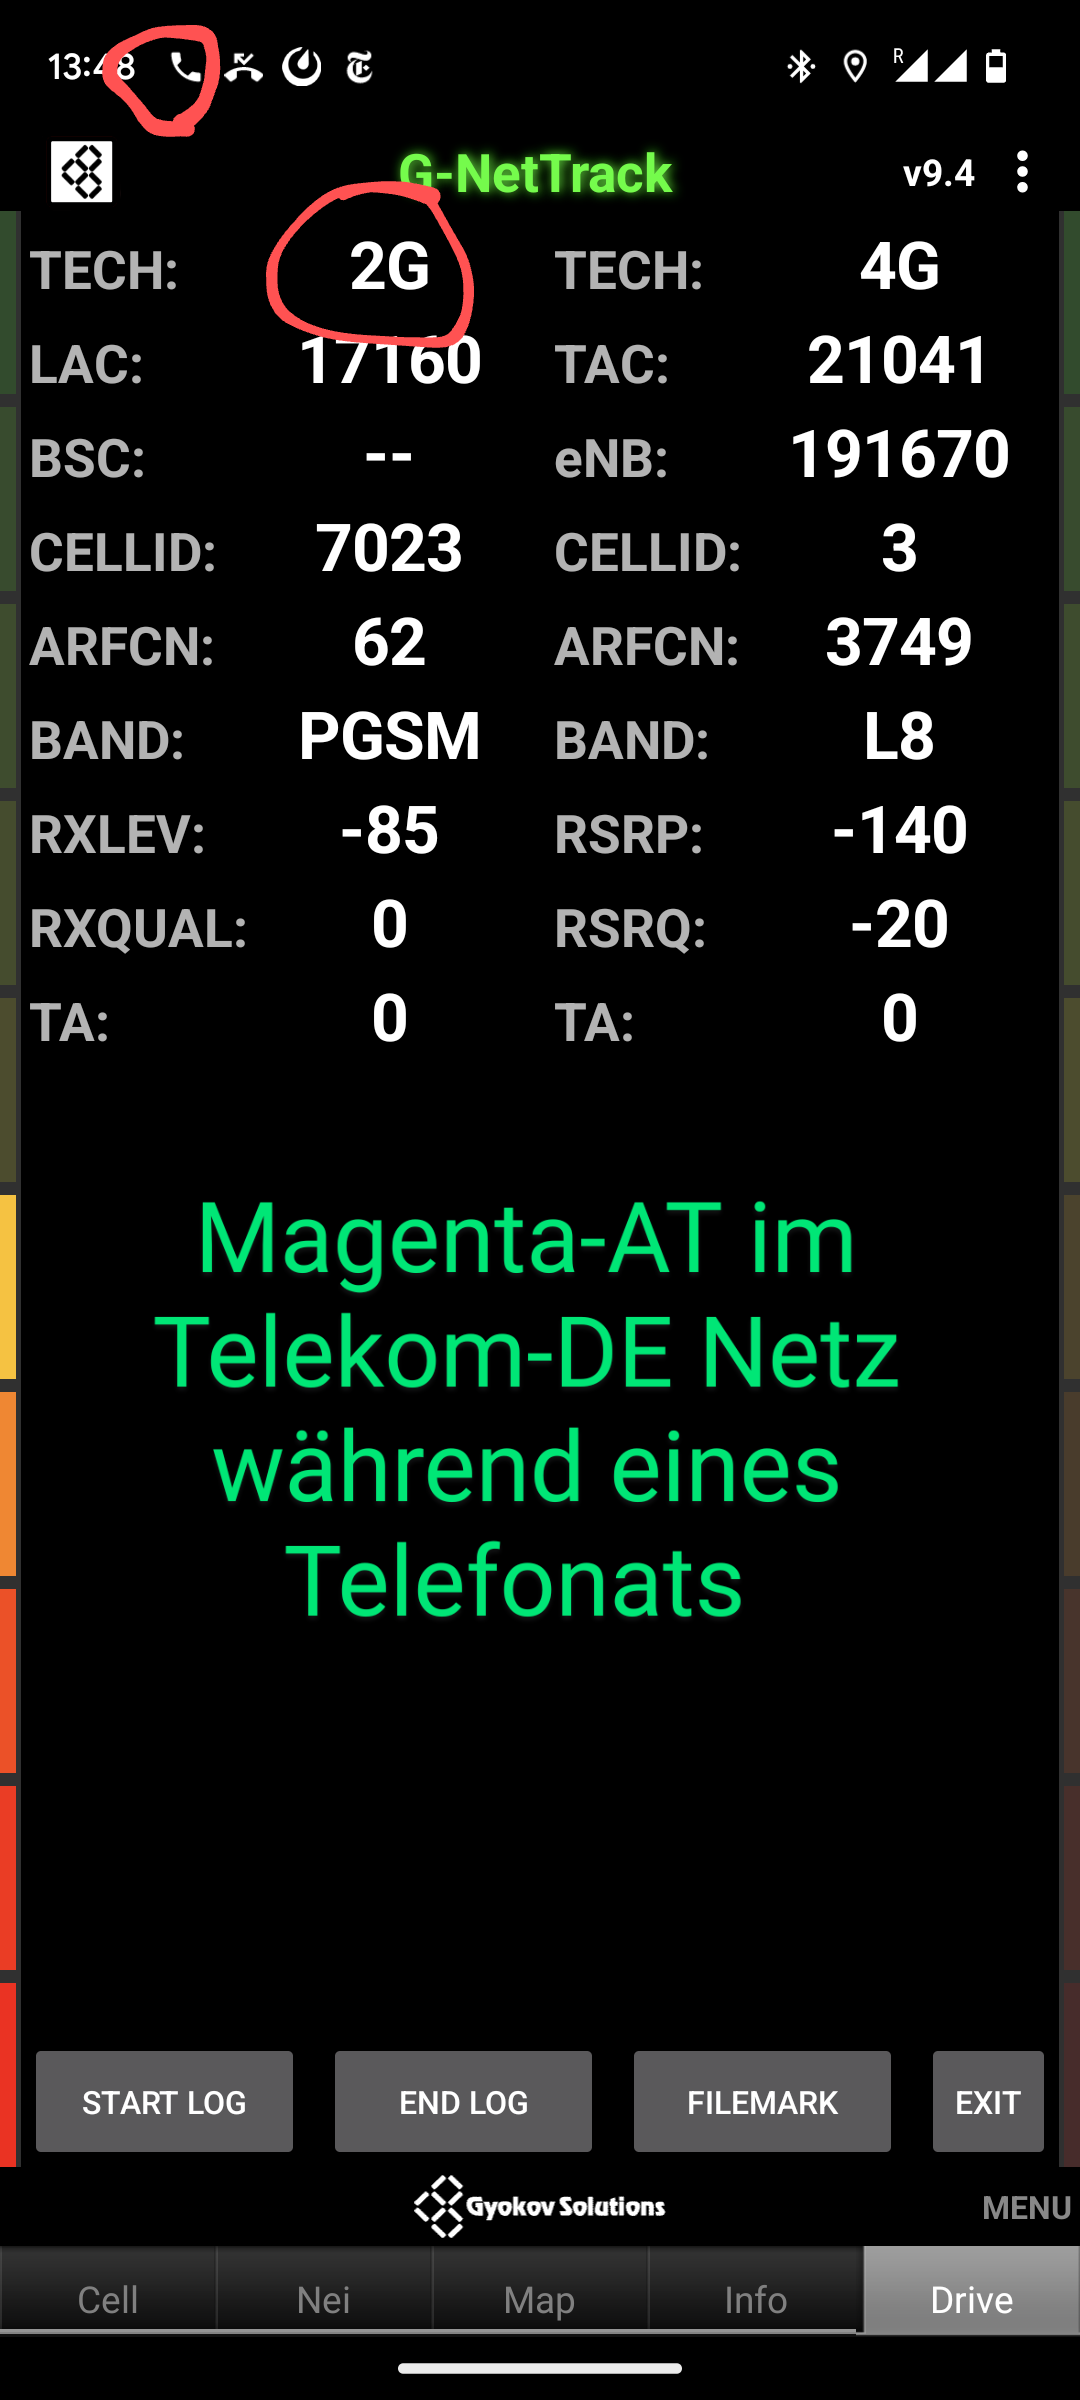 13:48
R
G-NetTrack v9.4
TECH: 2G TECH: 4G
LAC: 17160 TAC: 21041
BSC: -- eNB: 191670
CELLID: 7023 CELLID: 3
ARFCN: 62 ARFCN: 3749
BAND: PGSM BAND: L8
RXLEV: -85 RSRP: -140
RXQUAL: 0 RSRQ: -20
TA: 0 TA: 0
Magenta-AT im
Telekom-DE Netz
während eines
Telefonats
START LOG END LOG FILEMARK EXIT
Gyokov Solutions MENU
Cell Nei Map Info Drive